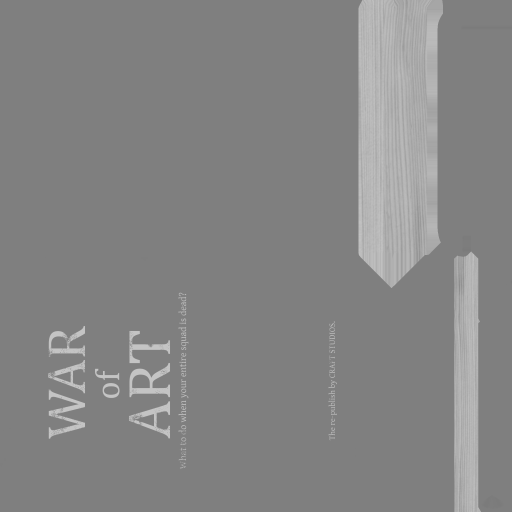 WAR
of
ART
what to do when your entire squad is dead?
The re-publish by CRAFT STUDIOS.